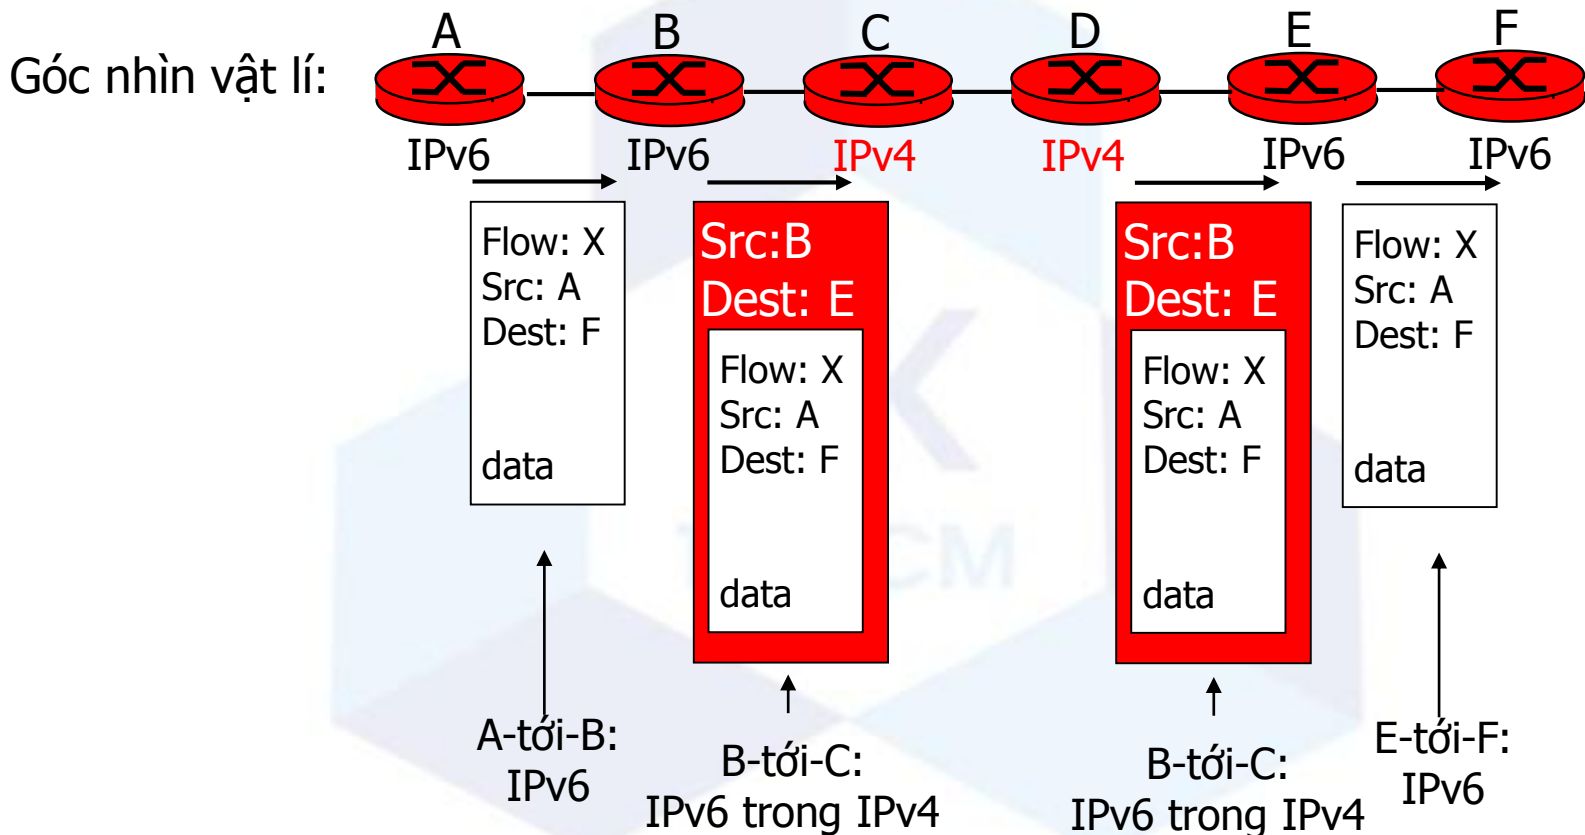 A B C D E F
Góc nhìn vật lí:
IPv6 IPv6 IPv4 IPv4 IPv6 IPv6
Flow: X
Src: A
Dest: F
data
Src:B
Dest: E
Flow: X
Src: A
Dest: F
data
Src:B
Dest: E
Flow: X
Src: A
Dest: F
data
Flow: X
Src: A
Dest: F
data
A-tới-B:
IPv6
B-tới-C:
IPv6 trong IPv4
B-tới-C:
IPv6 trong IPv4
E-tới-F:
IPv6